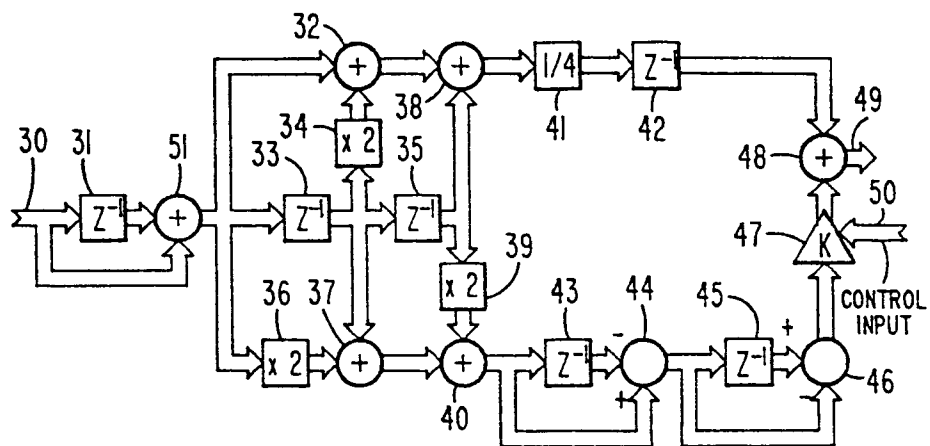 32
+
38
+
1/4
41
Z⁻¹
42
49
48
+
34
x 2
30
31
Z⁻¹
51
+
33
Z⁻¹
35
Z⁻¹
50
47
K
CONTROL
INPUT
36
x 2
37
+
39
x 2
40
+
43
Z⁻¹
44
-
+
45
Z⁻¹
+
-
46